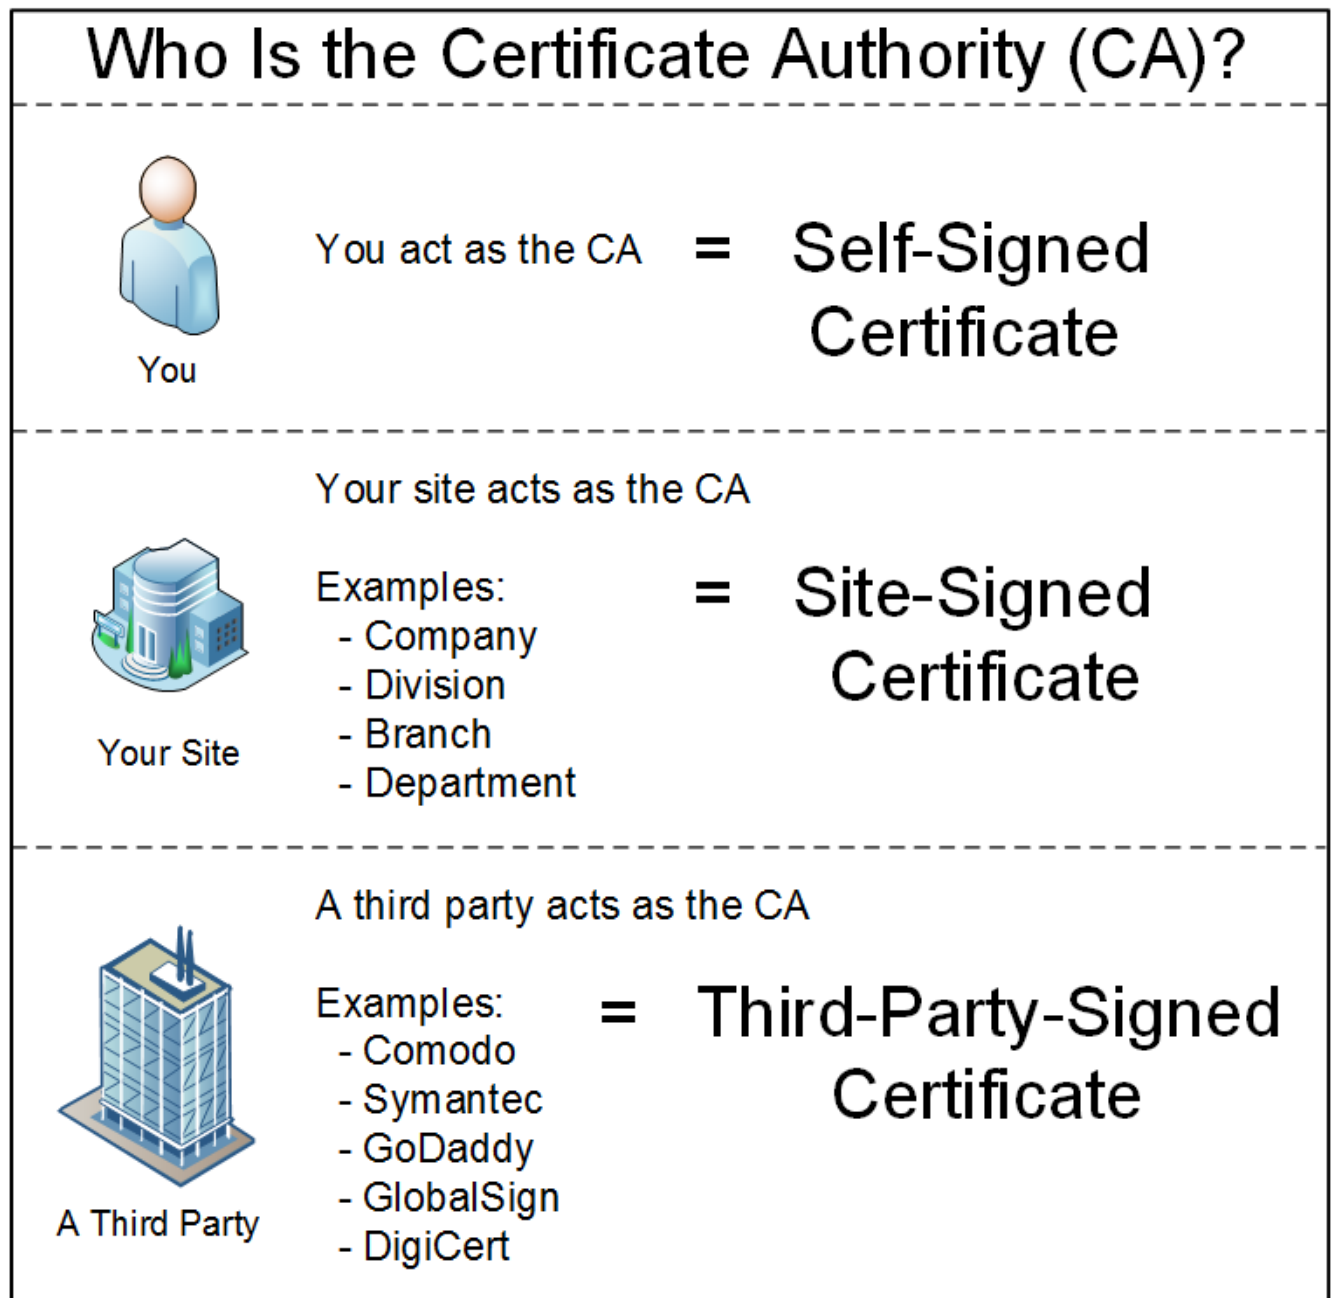 Who Is the Certificate Authority (CA)?
You act as the CA
=
Self-Signed
Certificate
You
Your site acts as the CA
Examples:
- Company
- Division
- Branch
- Department
=
Site-Signed
Certificate
Your Site
A third party acts as the CA
Examples:
- Comodo
- Symantec
- GoDaddy
- GlobalSign
- DigiCert
=
Third-Party-Signed
Certificate
A Third Party